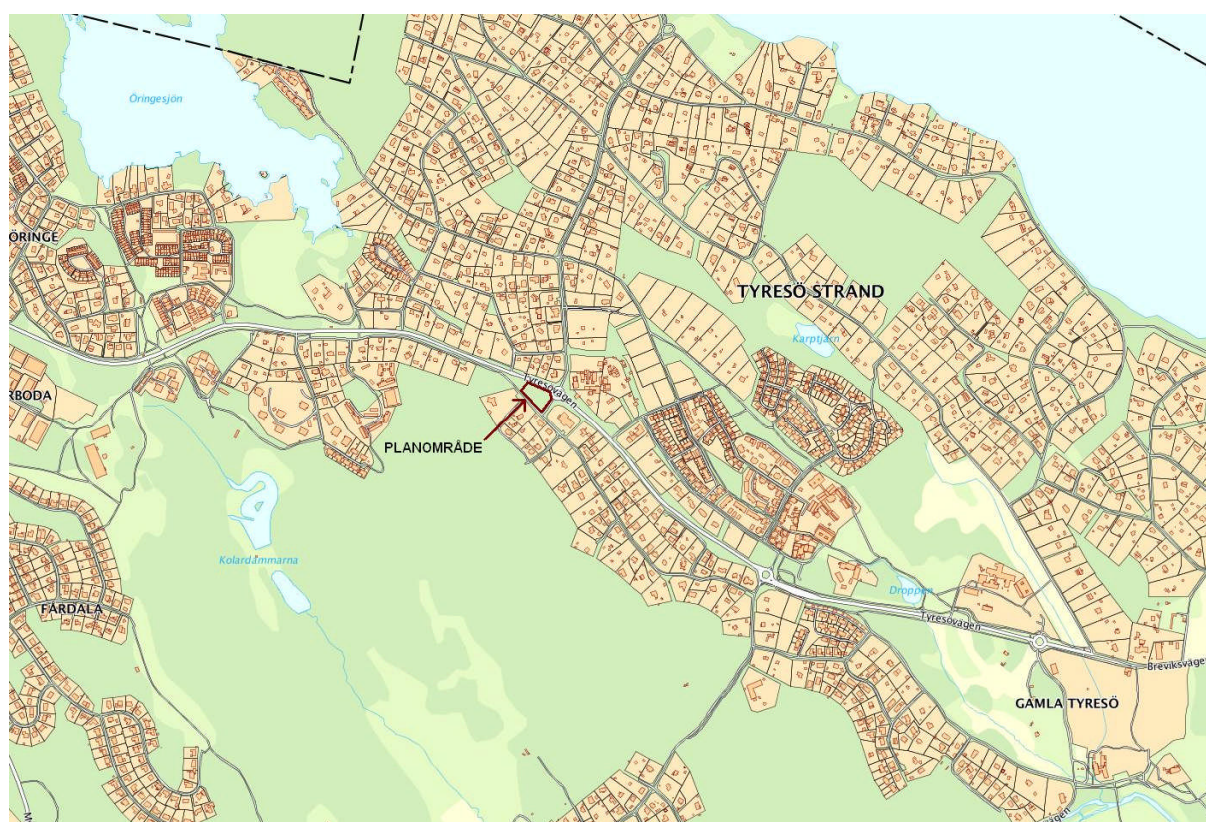 Öringesjön
ÖRINGE
TYRESÖ STRAND
Karptjärn
Tyresövägen
RBODA
PLANOMRÅDE
Kolardammarna
Droppen
FÅRDALA
Tyresövägen
Breviksväge
GAMLA TYRESÖ